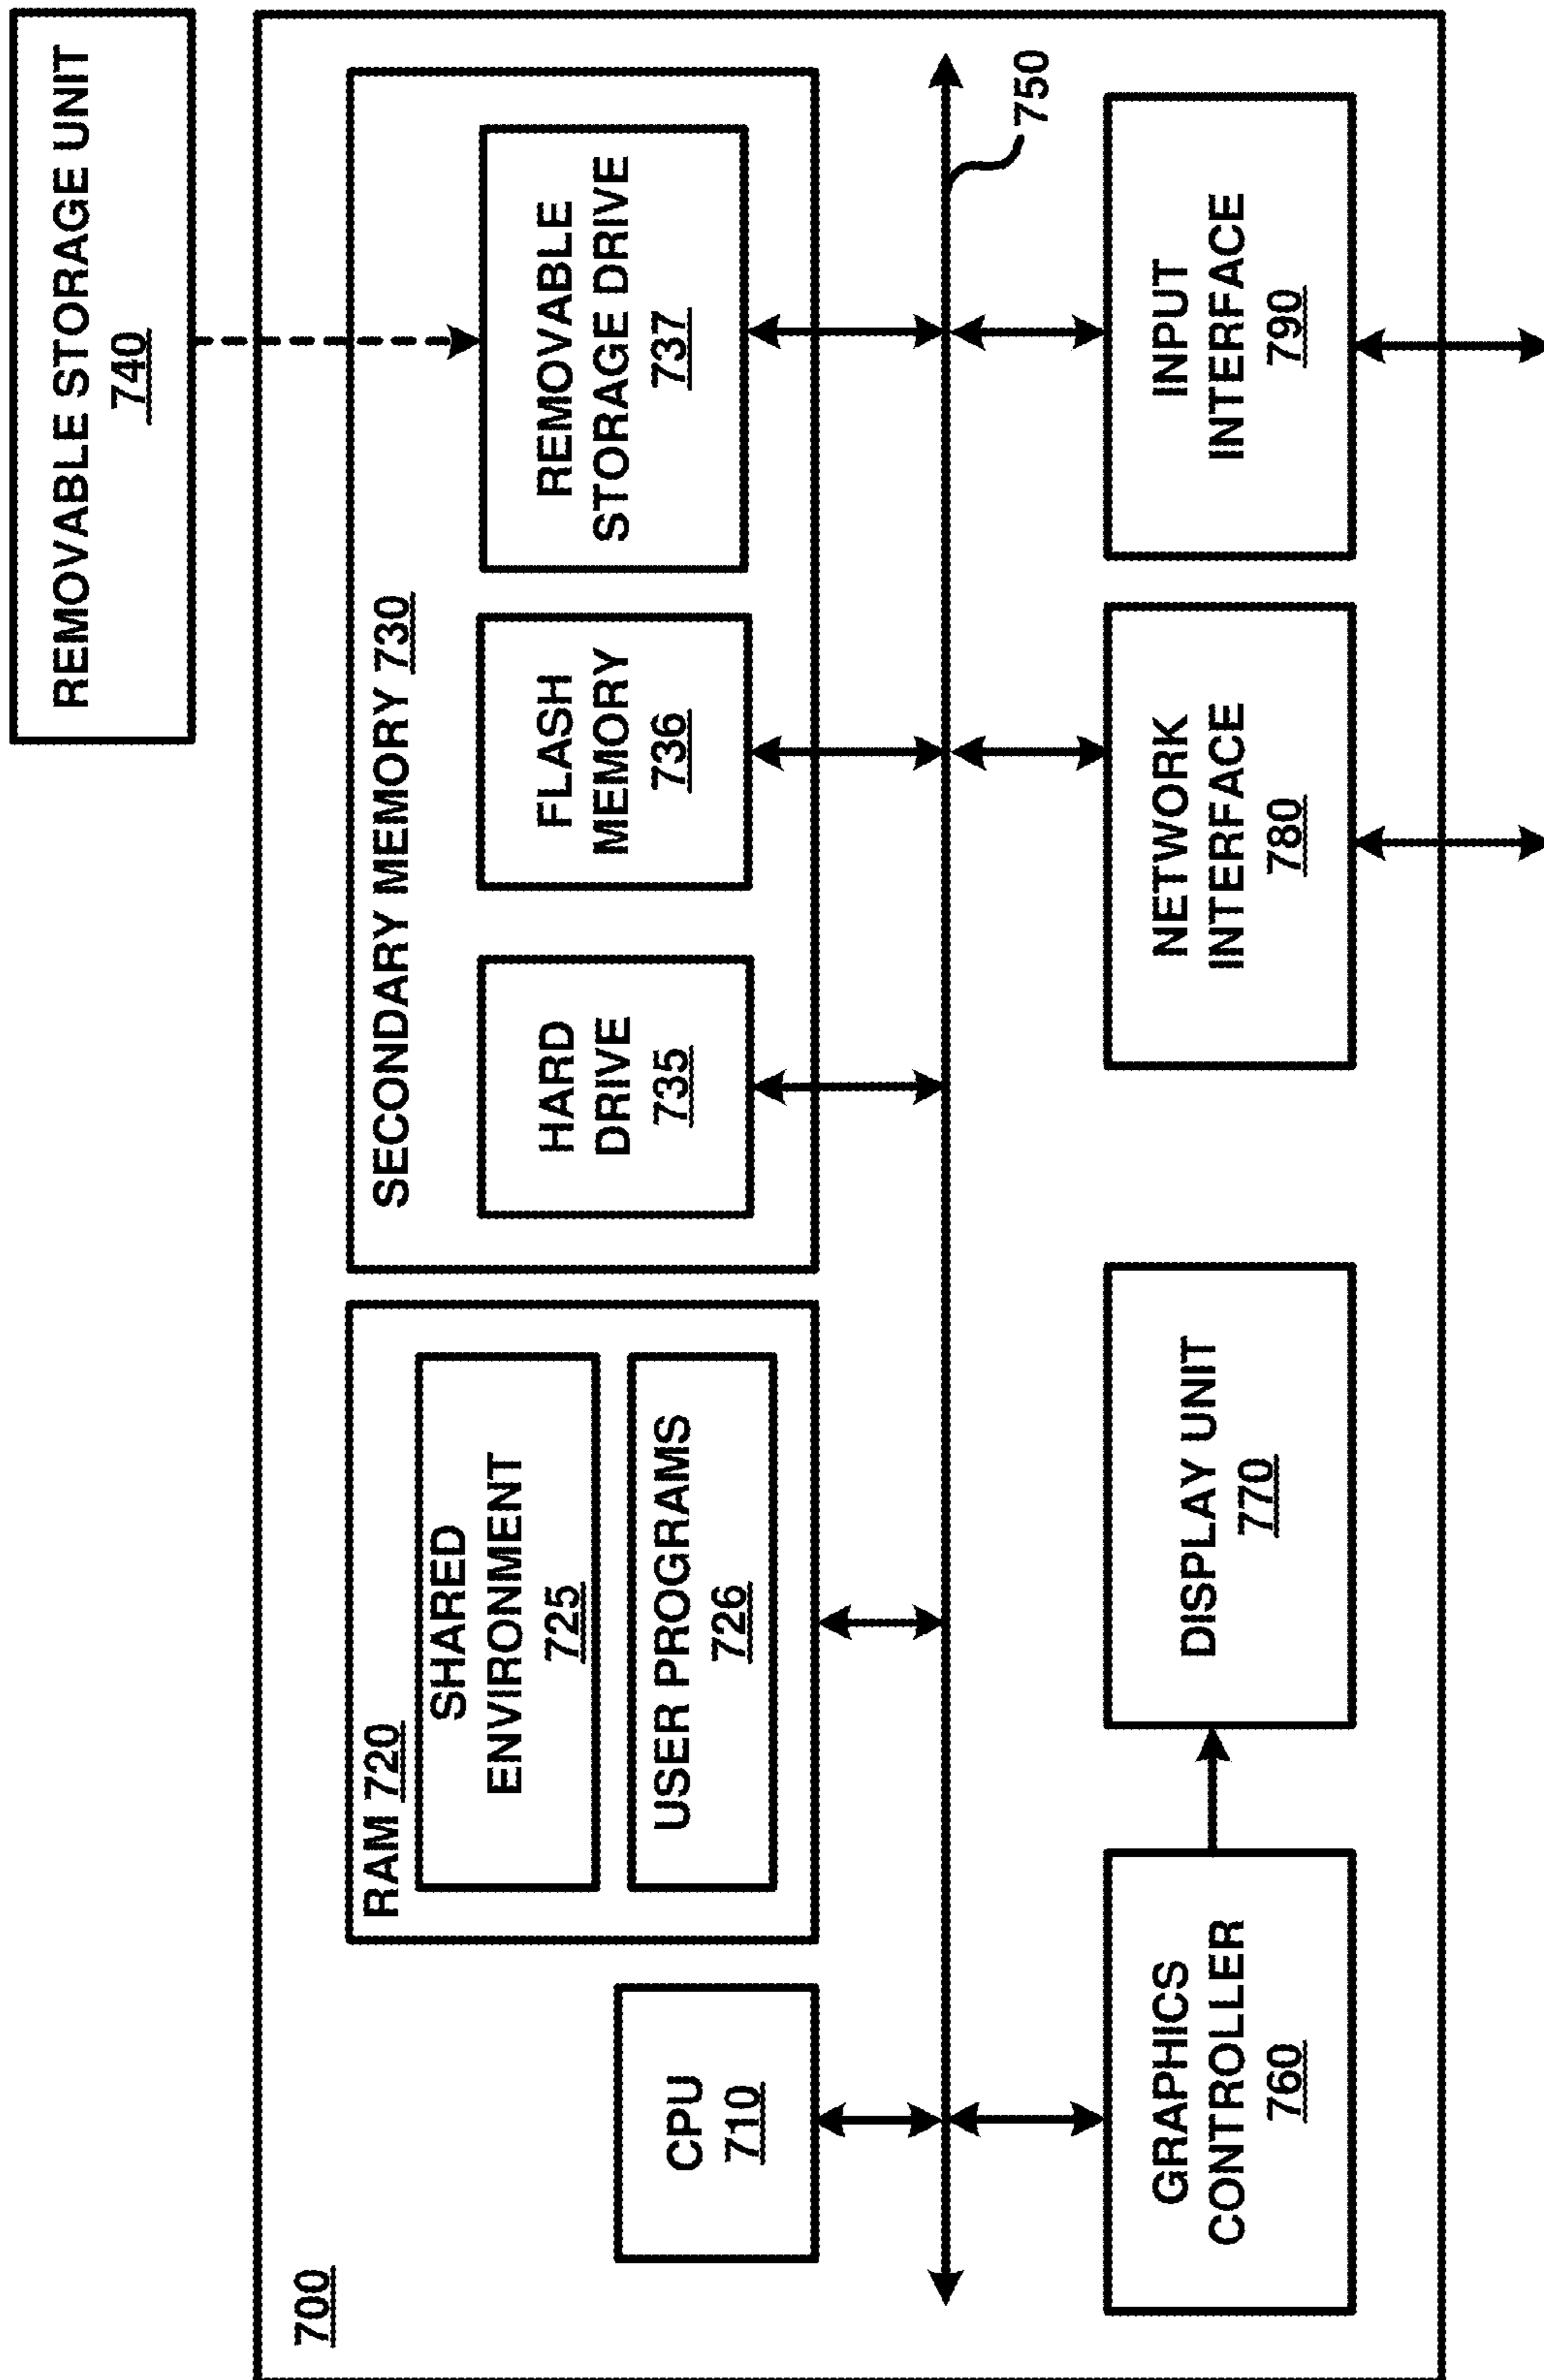 REMOVABLE STORAGE UNIT
740
700
CPU
710
RAM 720
SHARED
ENVIRONMENT
725
USER PROGRAMS
726
SECONDARY MEMORY 730
HARD
DRIVE
735
FLASH
MEMORY
736
REMOVABLE
STORAGE DRIVE
737
750
GRAPHICS
CONTROLLER
760
DISPLAY UNIT
770
NETWORK
INTERFACE
780
INPUT
INTERFACE
790